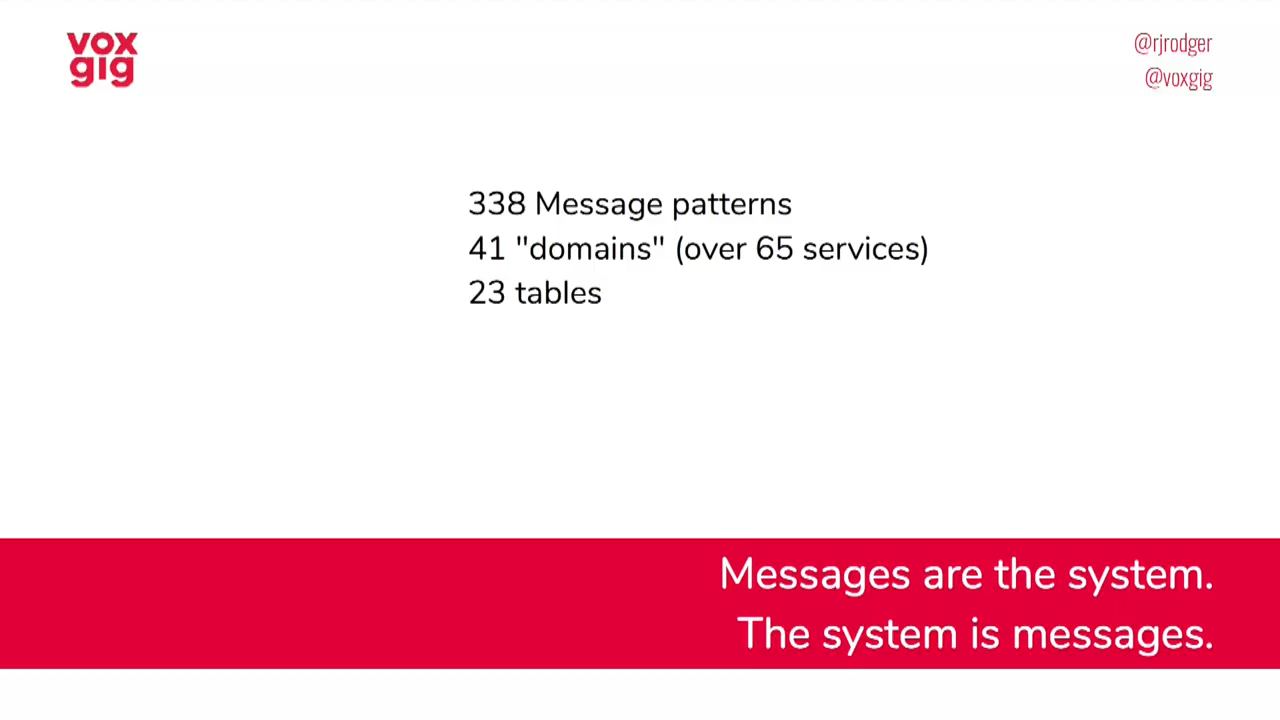 vox
gig
@rjrodger
@voxgig
338 Message patterns
41 "domains" (over 65 services)
23 tables
Messages are the system.
The system is messages.